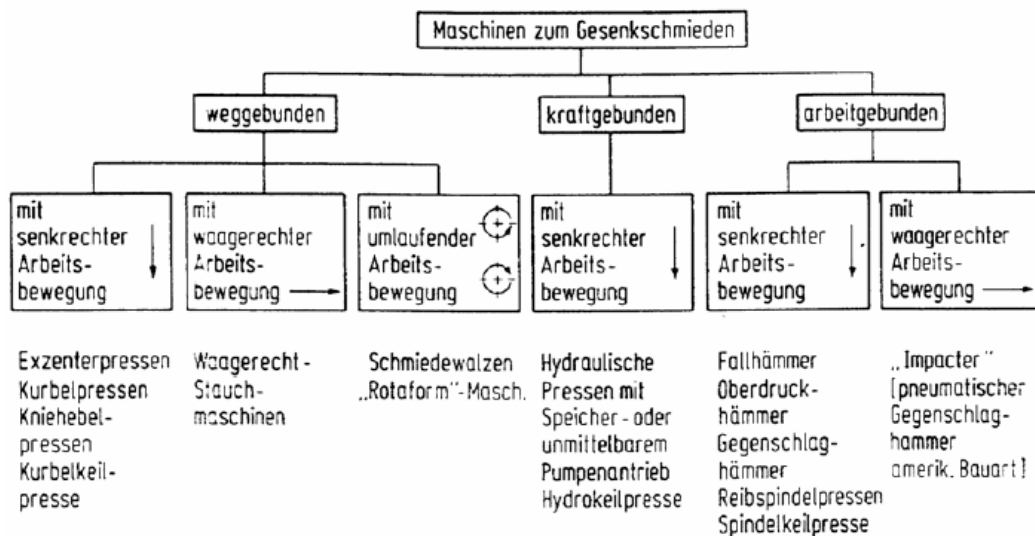 Maschinen zum Gesenkschmieden
weggebunden
kraftgebunden
arbeitgebunden
mit
senkrechter
Arbeits-
bewegung
mit
waagerechter
Arbeits-
bewegung
mit
umlaufender
Arbeits-
bewegung
mit
senkrechter
Arbeits-
bewegung
mit
senkrechter
Arbeits-
bewegung
mit
waagerechter
Arbeits-
bewegung
Exzenterpressen
Kurbelpressen
Kniehebel-
pressen
Kurbelkeil-
presse
Waagerecht-
Stauch-
maschinen
Schmiedewalzen
„Rotaform"-Masch.
Hydraulische
Pressen mit
Speicher- oder
unmittelbarem
Pumpenantrieb
Hydrokeilpresse
Fallhämmer
Oberdruck-
hämmer
Gegenschlag-
hämmer
Reibspindelpressen
Spindelkeilpresse
„Impacter"
[pneumatischer
Gegenschlag-
hammer
amerik. Bauart]